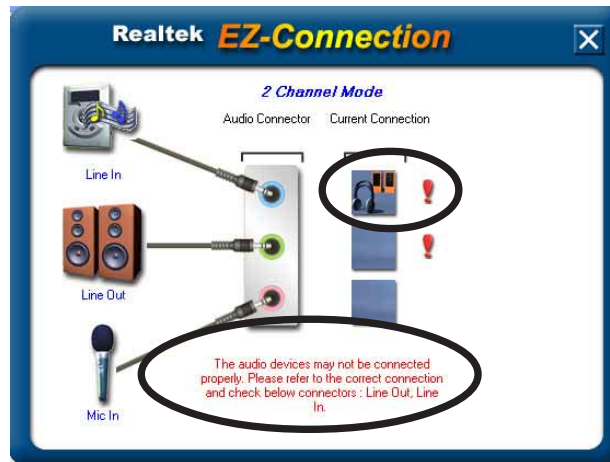 Realtek EZ-Connection
2 Channel Mode
Audio Connector Current Connection
Line In
Line Out
Mic In
The audio devices may not be connected
properly. Please refer to the correct connection
and check below connectors : Line Out, Line
In.